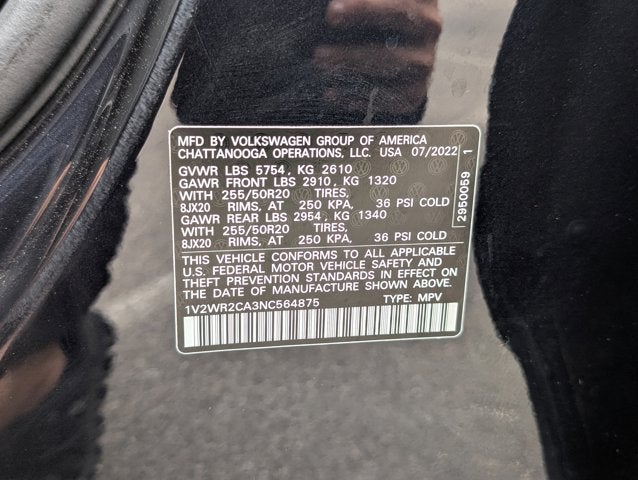 MFD BY VOLKSWAGEN GROUP OF AMERICA
CHATTANOOGA OPERATIONS, LLC. USA 07/2022
GVWR LBS 5754, KG 2610
GAWR FRONT LBS 2910, KG 1320
WITH 255/50R20 TIRES,
8JX20 RIMS, AT 250 KPA, 36 PSI COLD
GAWR REAR LBS 2954, KG 1340
WITH 255/50R20 TIRES,
8JX20 RIMS, AT 250 KPA, 36 PSI COLD
THIS VEHICLE CONFORMS TO ALL APPLICABLE
U.S. FEDERAL MOTOR VEHICLE SAFETY AND
THEFT PREVENTION STANDARDS IN EFFECT ON
THE DATE OF MANUFACTURE SHOWN ABOVE.
1V2WR2CA3NC564875 TYPE: MPV
2950059 1